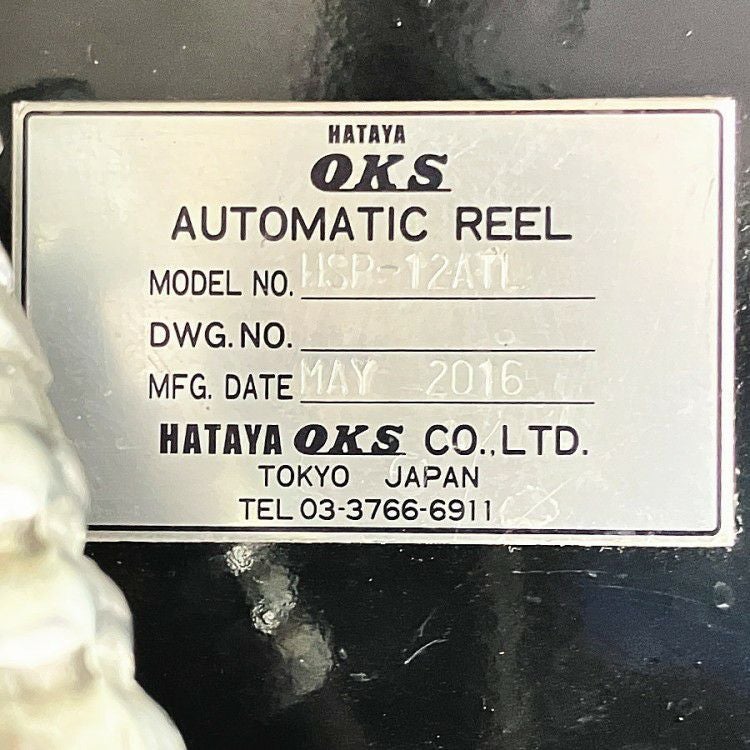 HATAYA
OKS
AUTOMATIC REEL
MODEL NO. HSP-12ATL
DWG.NO.
MFG. DATE MAY 2016
HATAYA OKS CO.,LTD.
TOKYO JAPAN
TEL 03-3766-6911